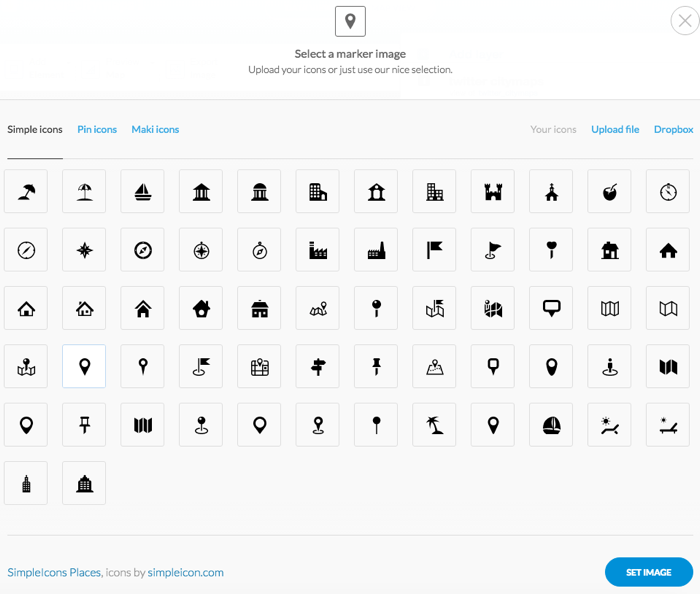 Select a marker image
Upload your icons or just use our nice selection.
Simple icons Pin icons Maki icons Your icons Upload file Dropbox
SimpleIcons Places, icons by simpleicon.com SET IMAGE